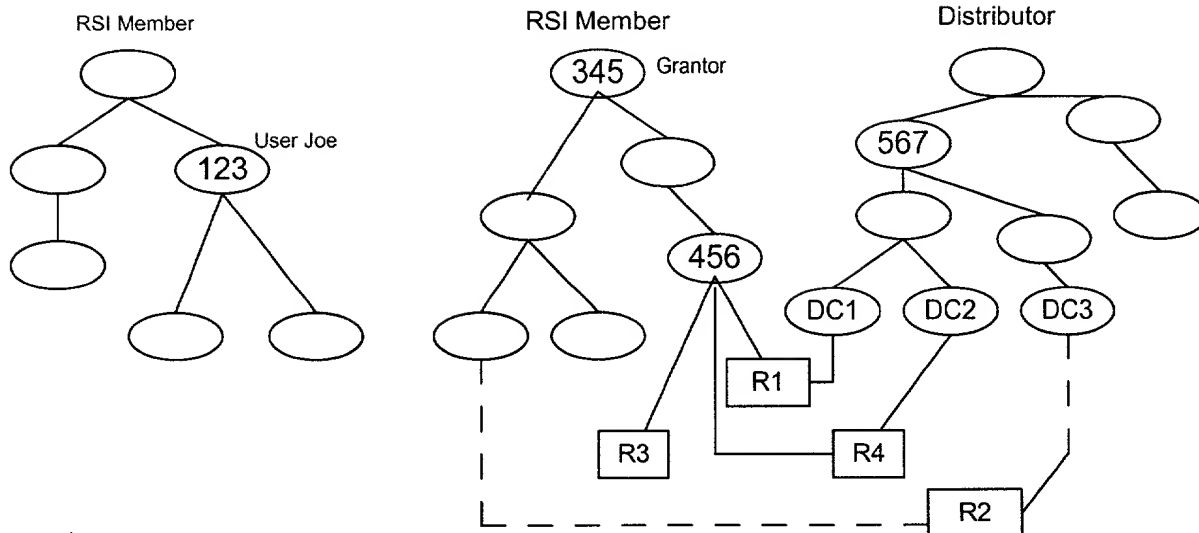 RSI Member
RSI Member
Distributor
345
Grantor
User Joe
123
567
456
DC1
DC2
DC3
R1
R3
R4
R2